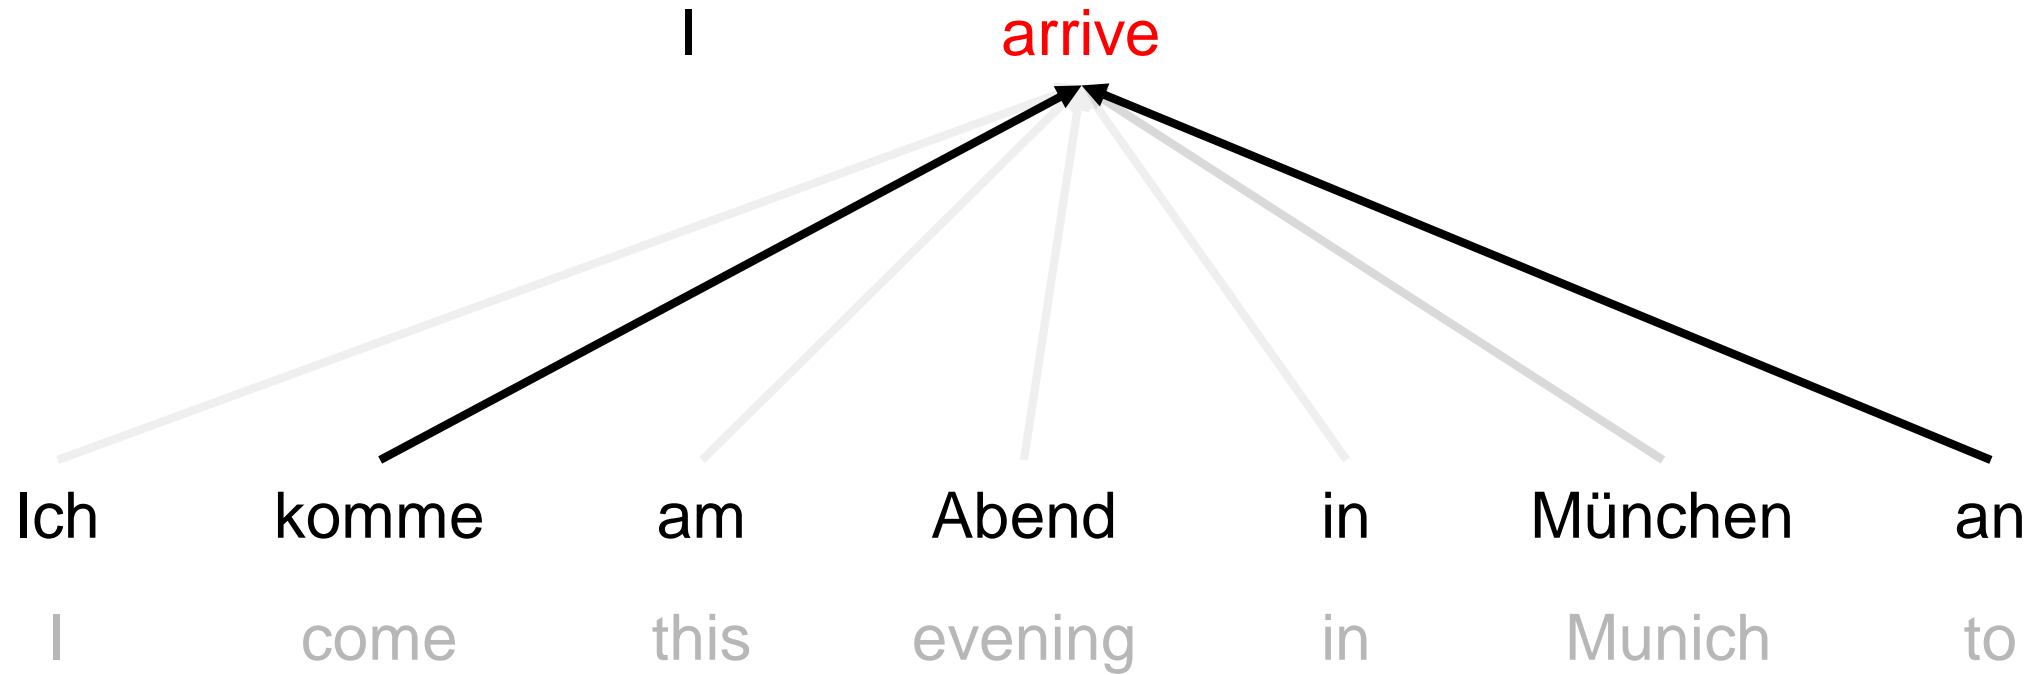 I arrive
Ich komme am Abend in München an
I come this evening in Munich to